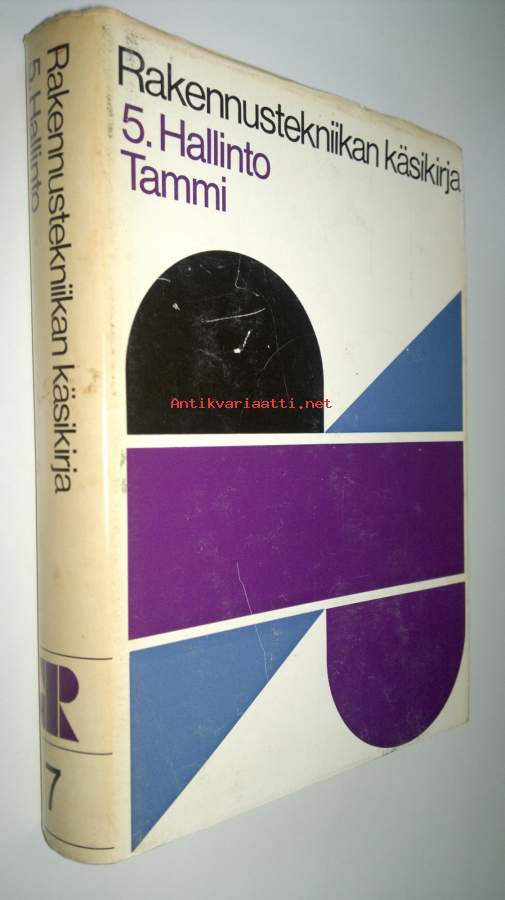 Rakennustekniikan käsikirja
5. Hallinto
Tammi
Rakennustekniikan käsikirja
5. Hallinto
R
7
Antikvariaatti.net